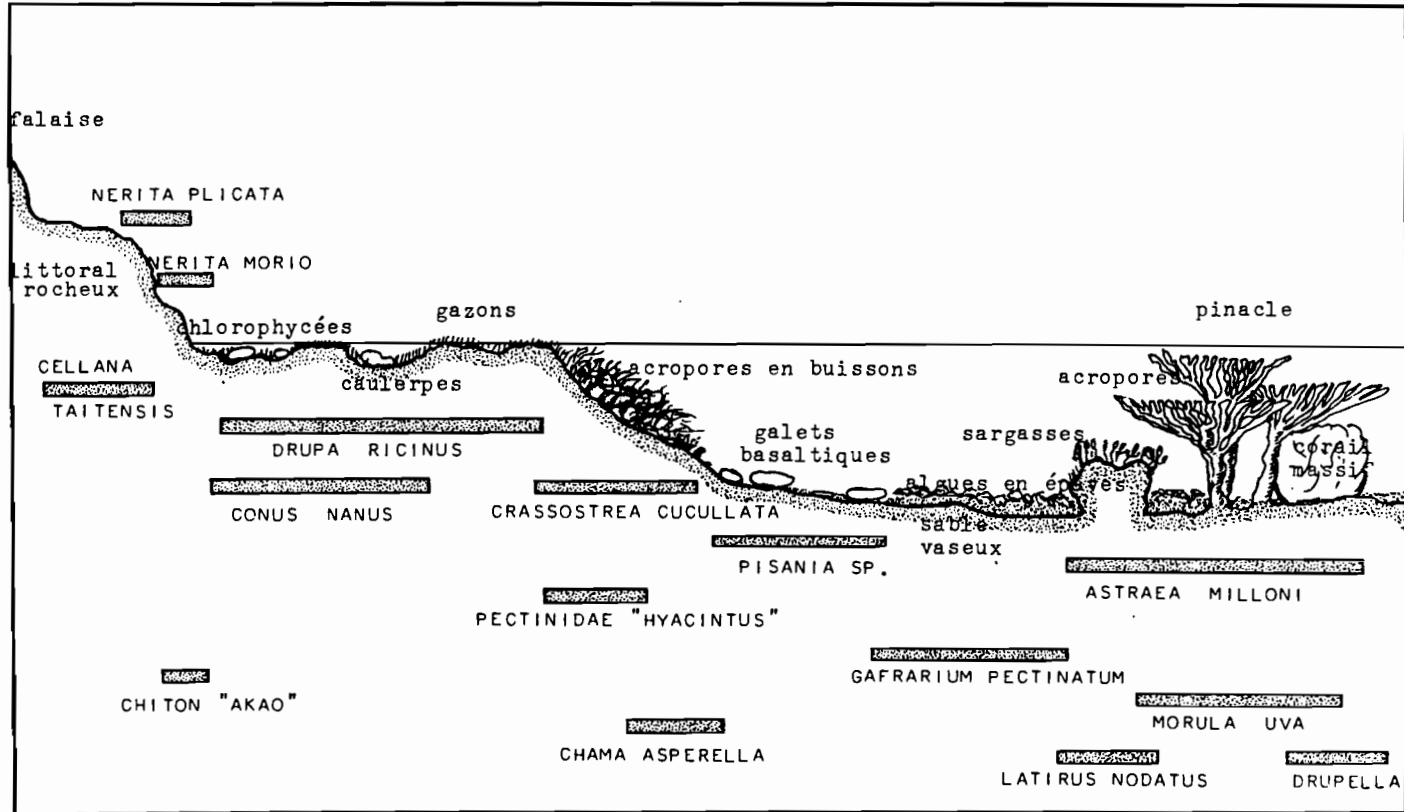 falaise
NERITA PLICATA
NERITA MORIO
littoral
rocheux
gazons
pinacle
chlorophycées
CELLANA
TAITENSIS
caulerpes
acropores en buissons
acropores
DRUPA RICINUS
galets
basaltiques
sargasses
corail
massif
CONUS NANUS
CRASSOSTREA CUCULLATA
algues en épaves
sable
vaseux
PISANIA SP.
ASTRAEA MILLONI
PECTINIDAE "HYACINTUS"
GAFRARIUM PECTINATUM
CHITON "AKAO"
MORULA UVA
CHAMA ASPERELLA
LATIRUS NODATUS
DRUPELLA